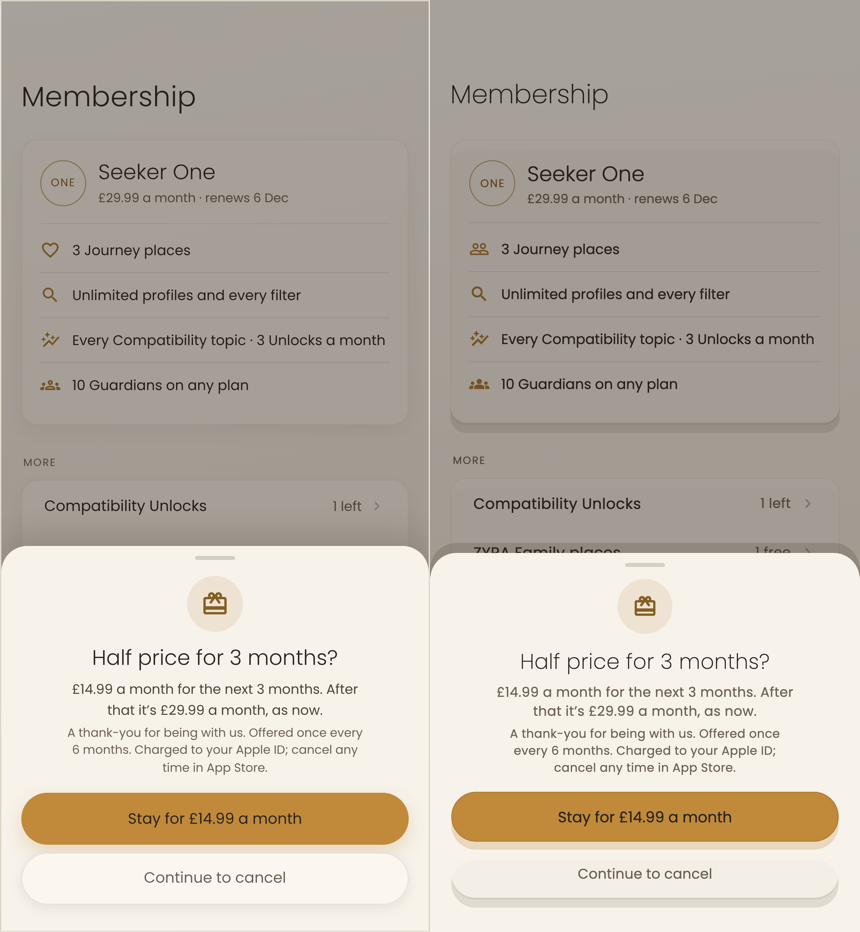 Membership
ONE
Seeker One
£29.99 a month · renews 6 Dec
3 Journey places
Unlimited profiles and every filter
Every Compatibility topic · 3 Unlocks a month
10 Guardians on any plan
MORE
Compatibility Unlocks
1 left
Half price for 3 months?
£14.99 a month for the next 3 months. After
that it’s £29.99 a month, as now.
A thank-you for being with us. Offered once every
6 months. Charged to your Apple ID; cancel any
time in App Store.
Stay for £14.99 a month
Continue to cancel
Membership
ONE
Seeker One
£29.99 a month · renews 6 Dec
3 Journey places
Unlimited profiles and every filter
Every Compatibility topic · 3 Unlocks a month
10 Guardians on any plan
MORE
Compatibility Unlocks
1 left
ZYRA Family places
1 free
Half price for 3 months?
£14.99 a month for the next 3 months. After
that it’s £29.99 a month, as now.
A thank-you for being with us. Offered once
every 6 months. Charged to your Apple ID;
cancel any time in App Store.
Stay for £14.99 a month
Continue to cancel